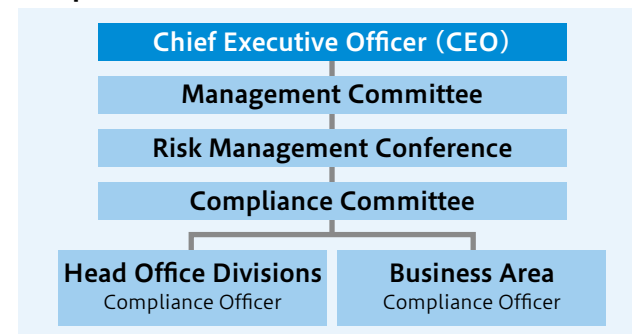 Chief Executive Officer（CEO）
Management Committee
Risk Management Conference
Compliance Committee
Head Office Divisions
Compliance Officer
Business Area
Compliance Officer